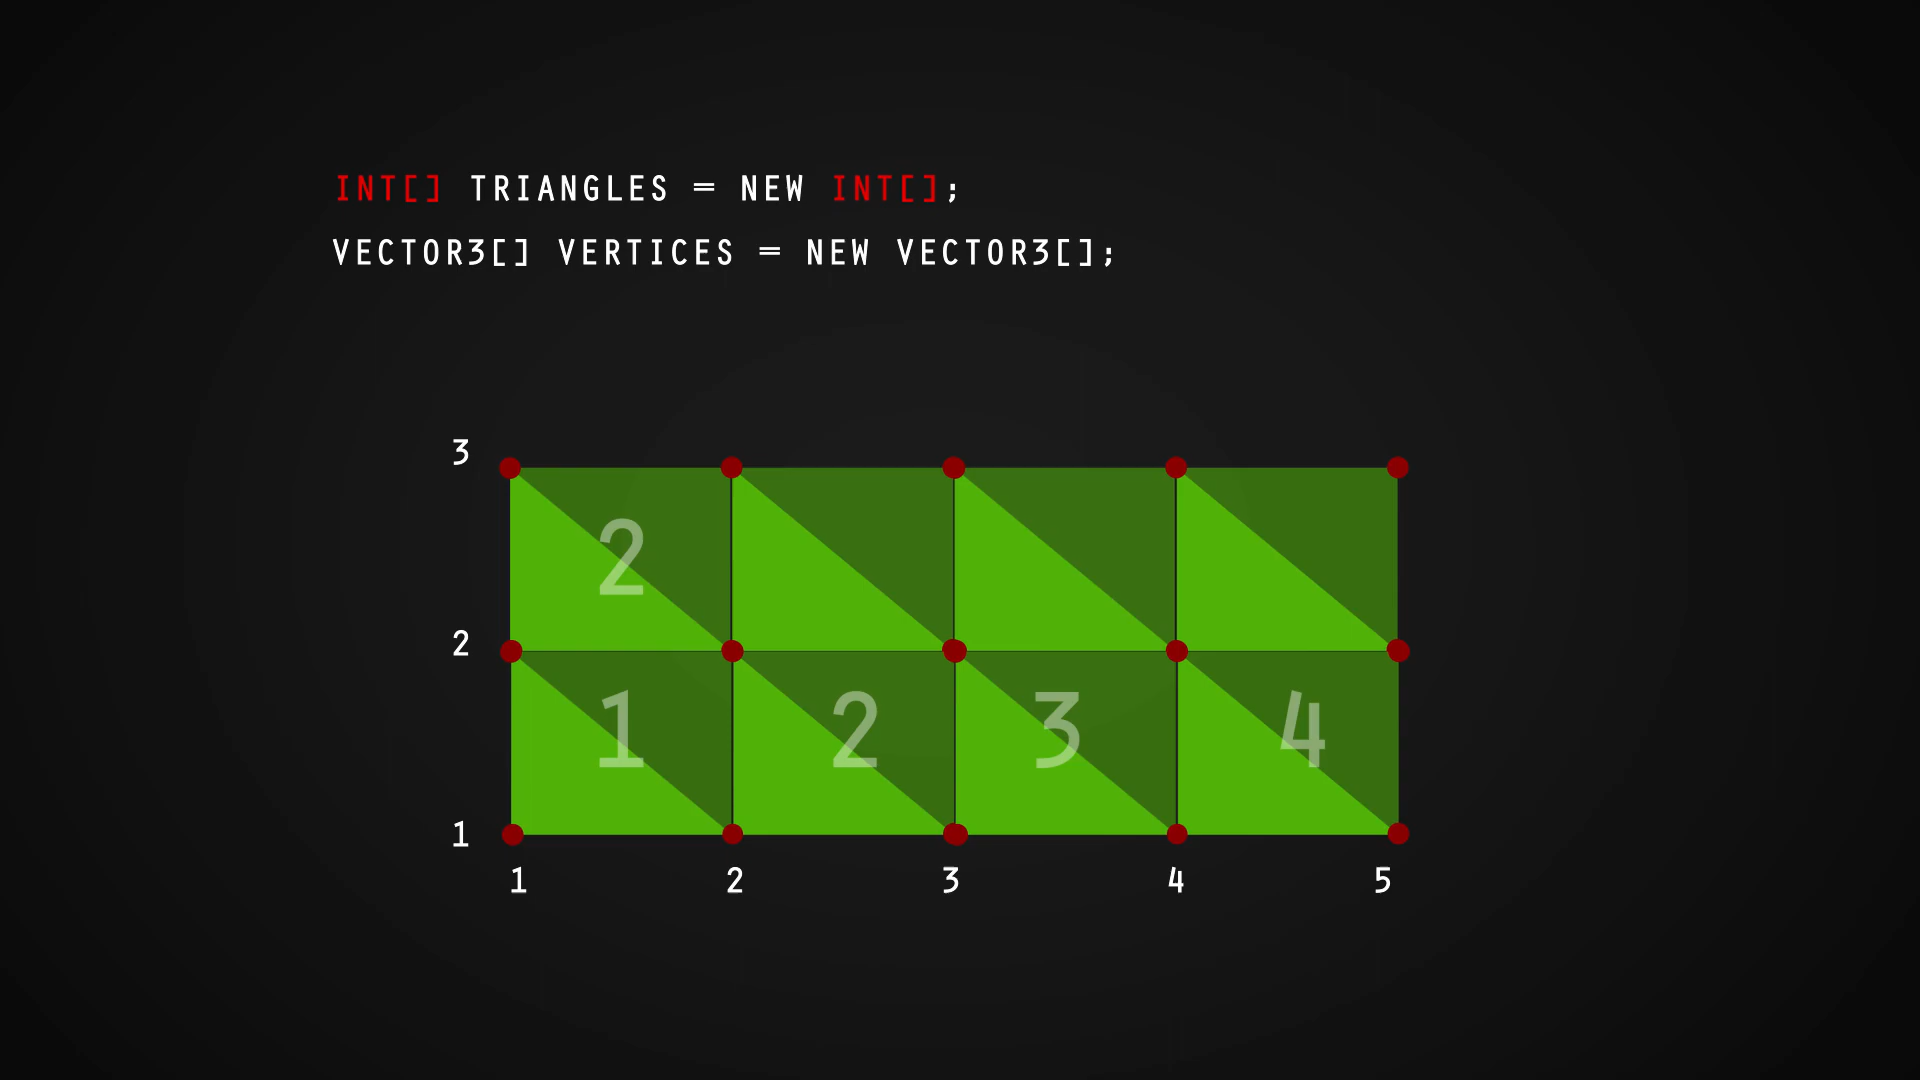 INT[] TRIANGLES = NEW INT[];
VECTOR3[] VERTICES = NEW VECTOR3[];
3
2
2
1 2 3 4
1
1 2 3 4 5